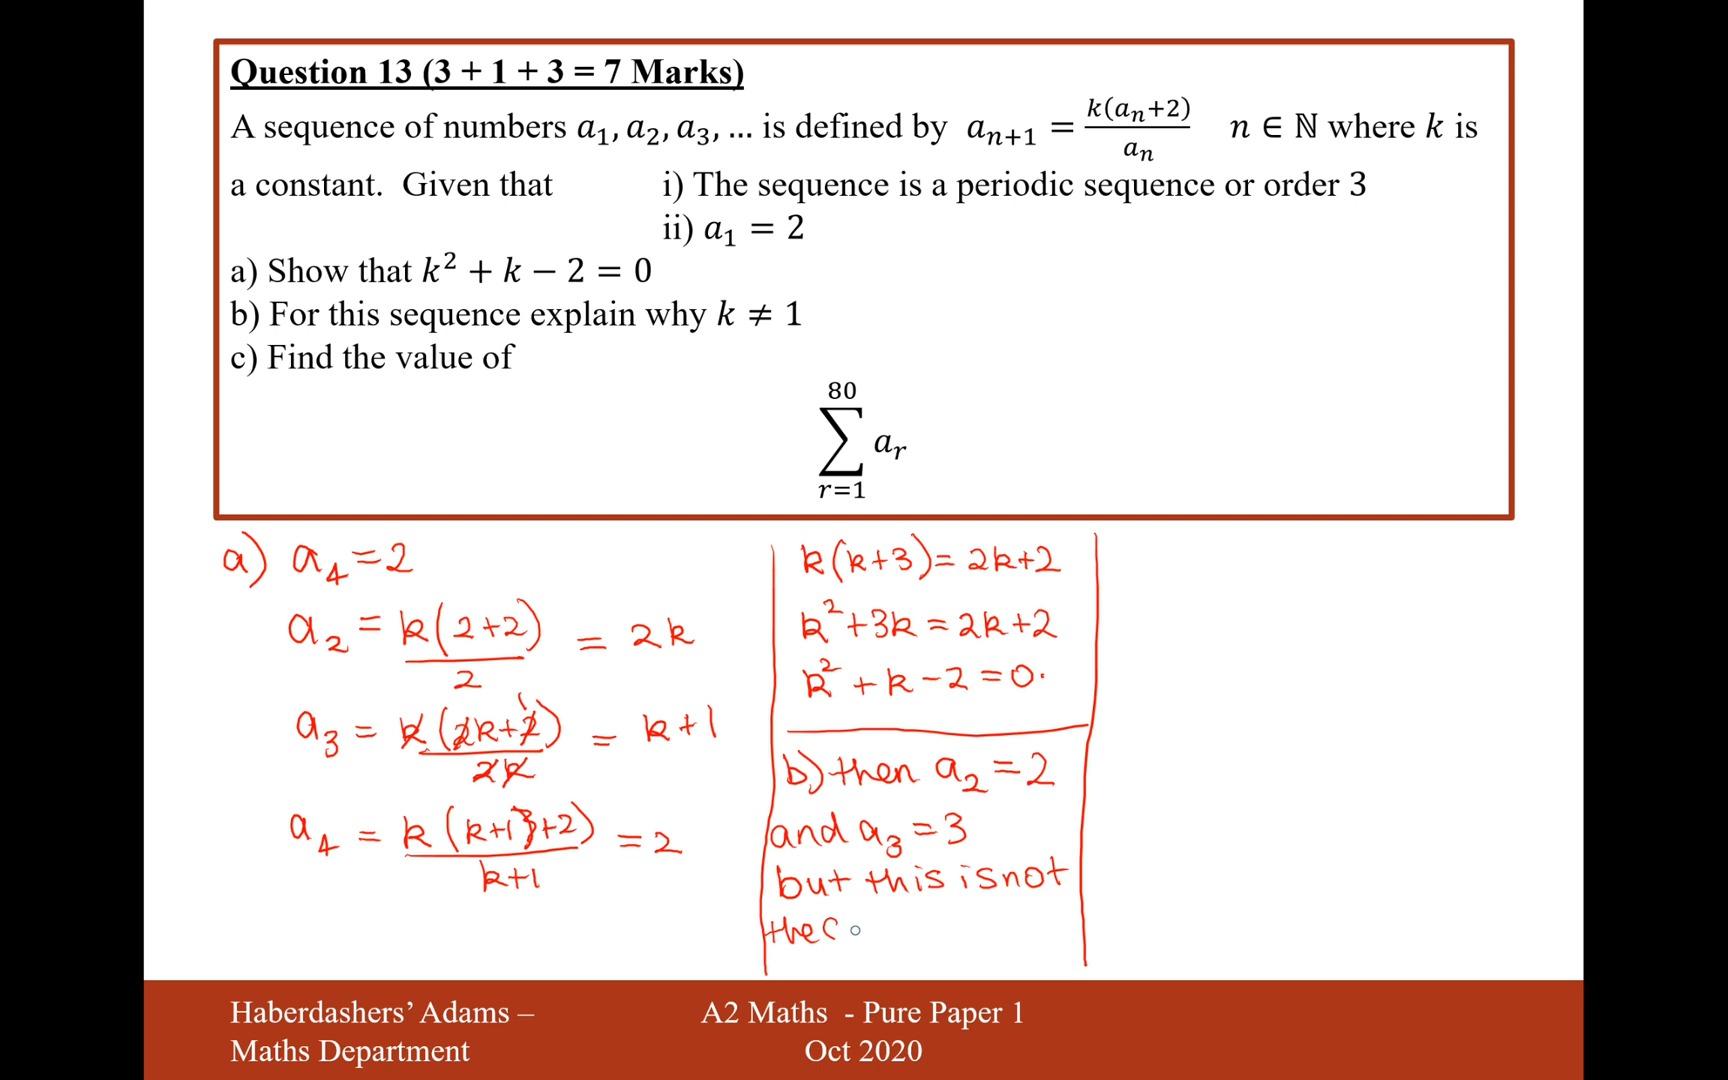 Question 13 (3 + 1 + 3 = 7 Marks)
A sequence of numbers a₁, a₂, a₃, … is defined by aₙ₊₁ = k(aₙ+2)/aₙ n ∈ ℕ where k is
a constant. Given that i) The sequence is a periodic sequence or order 3
ii) a₁ = 2
a) Show that k² + k − 2 = 0
b) For this sequence explain why k ≠ 1
c) Find the value of
80
∑ aᵣ
r=1
a) a₄ = 2
a₂ = k(2+2)/2 = 2k
a₃ = k(2k+2)/2k = k+1
a₄ = k(k+1+2)/k+1 = 2
k(k+3) = 2k+2
k²+3k = 2k+2
k²+k−2 = 0.
b) then a₂ = 2
and a₃ = 3
but this is not
the c
Haberdashers’ Adams –
Maths Department
A2 Maths - Pure Paper 1
Oct 2020